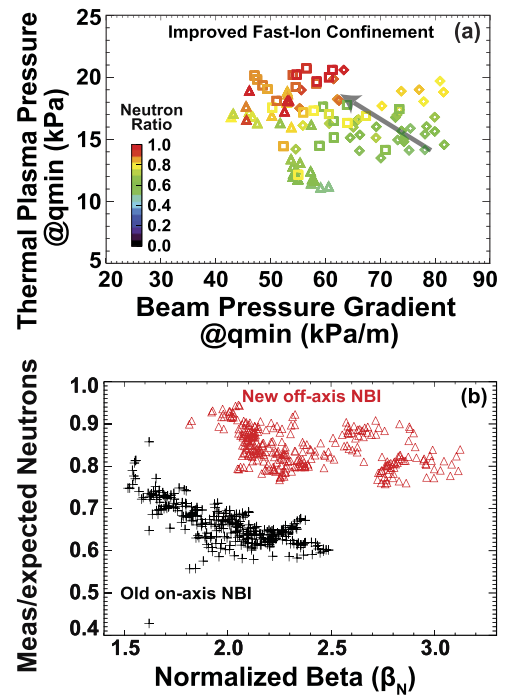 Improved Fast-Ion Confinement (a)
Thermal Plasma Pressure
@qmin (kPa)
25
20
15
10
5
Neutron
Ratio
1.0
0.8
0.6
0.4
0.2
0.0
20 30 40 50 60 70 80 90
Beam Pressure Gradient
@qmin (kPa/m)
Meas/expected Neutrons
1.0
0.9
0.8
0.7
0.6
0.5
0.4
New off-axis NBI (b)
Old on-axis NBI
1.5 2.0 2.5 3.0
Normalized Beta (βN)